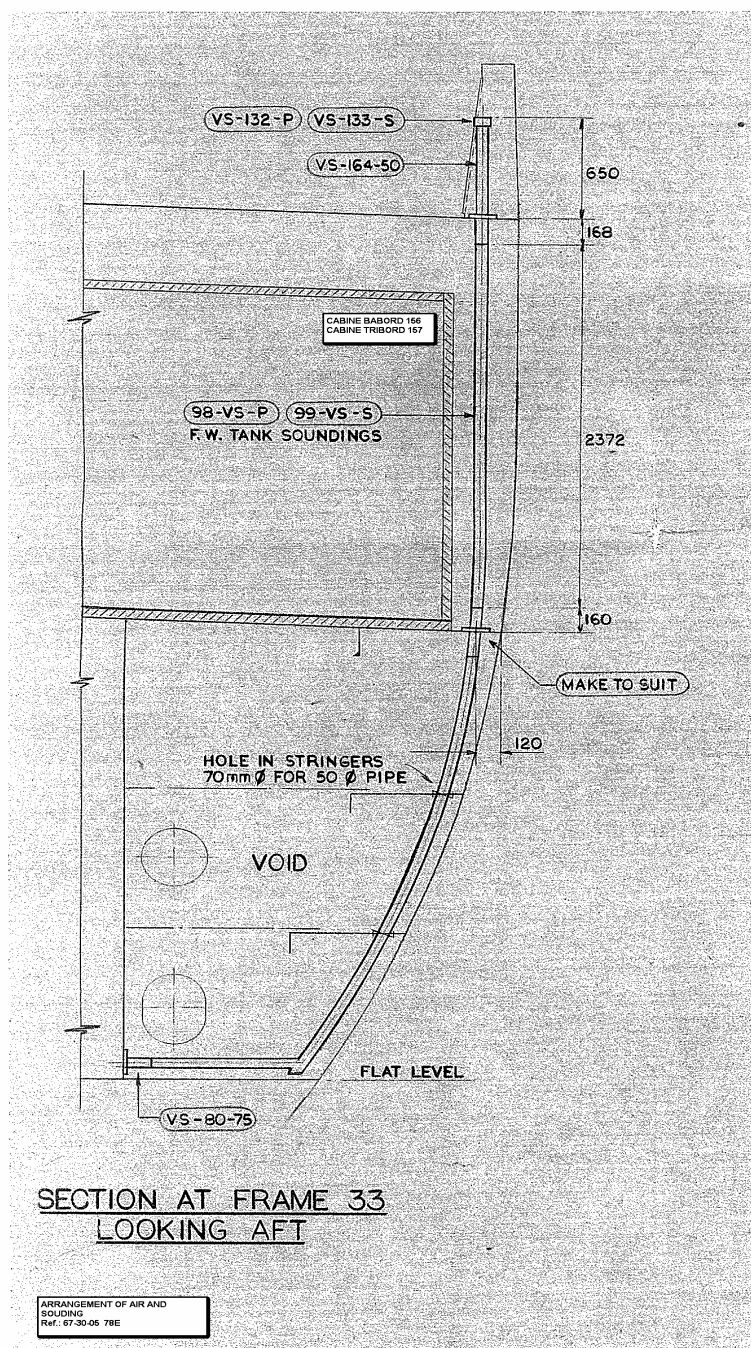 VS-132-P VS-133-S
VS-164-50
650
168
CABINE BABORD 156
CABINE TRIBORD 157
98-VS-P 99-VS-S
F.W. TANK SOUNDINGS
2372
160
MAKE TO SUIT
120
HOLE IN STRINGERS
70mm Ø FOR 50 Ø PIPE
VOID
FLAT LEVEL
VS-80-75
SECTION AT FRAME 33
LOOKING AFT
ARRANGEMENT OF AIR AND
SOUDING
Ref.: 67-30-05 78E